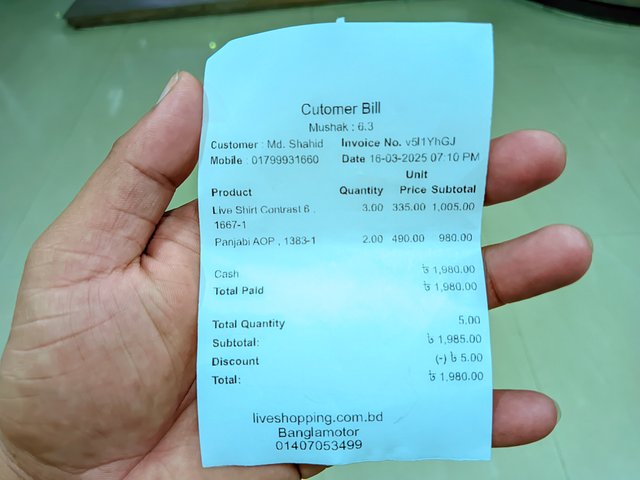 Cutomer Bill
Mushak : 6.3
Customer : Md. Shahid Invoice No. v5I1YhGJ
Mobile : 01799931660 Date 16-03-2025 07:10 PM
Unit
Product Quantity Price Subtotal
Live Shirt Contrast 6 , 3.00 335.00 1,005.00
1667-1
Panjabi AOP , 1383-1 2.00 490.00 980.00
Cash ৳ 1,980.00
Total Paid ৳ 1,980.00
Total Quantity 5.00
Subtotal: ৳ 1,985.00
Discount (-) ৳ 5.00
Total: ৳ 1,980.00
liveshopping.com.bd
Banglamotor
01407053499